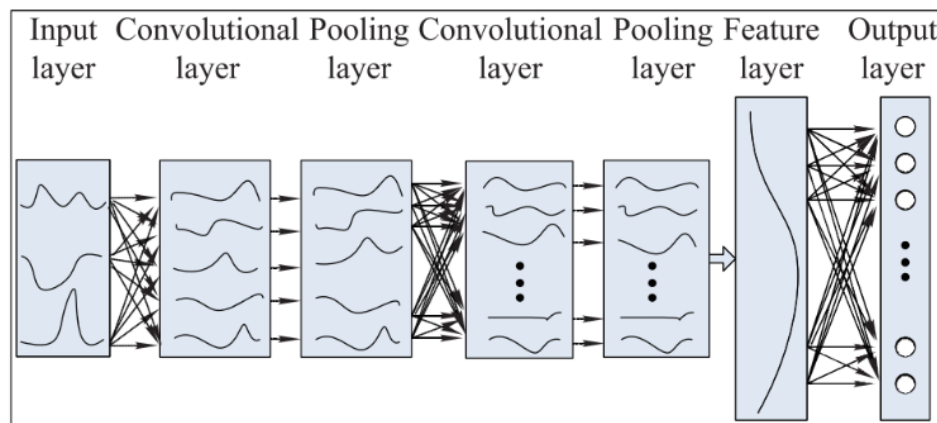 Input Convolutional Pooling Convolutional Pooling Feature Output
layer layer layer layer layer layer layer